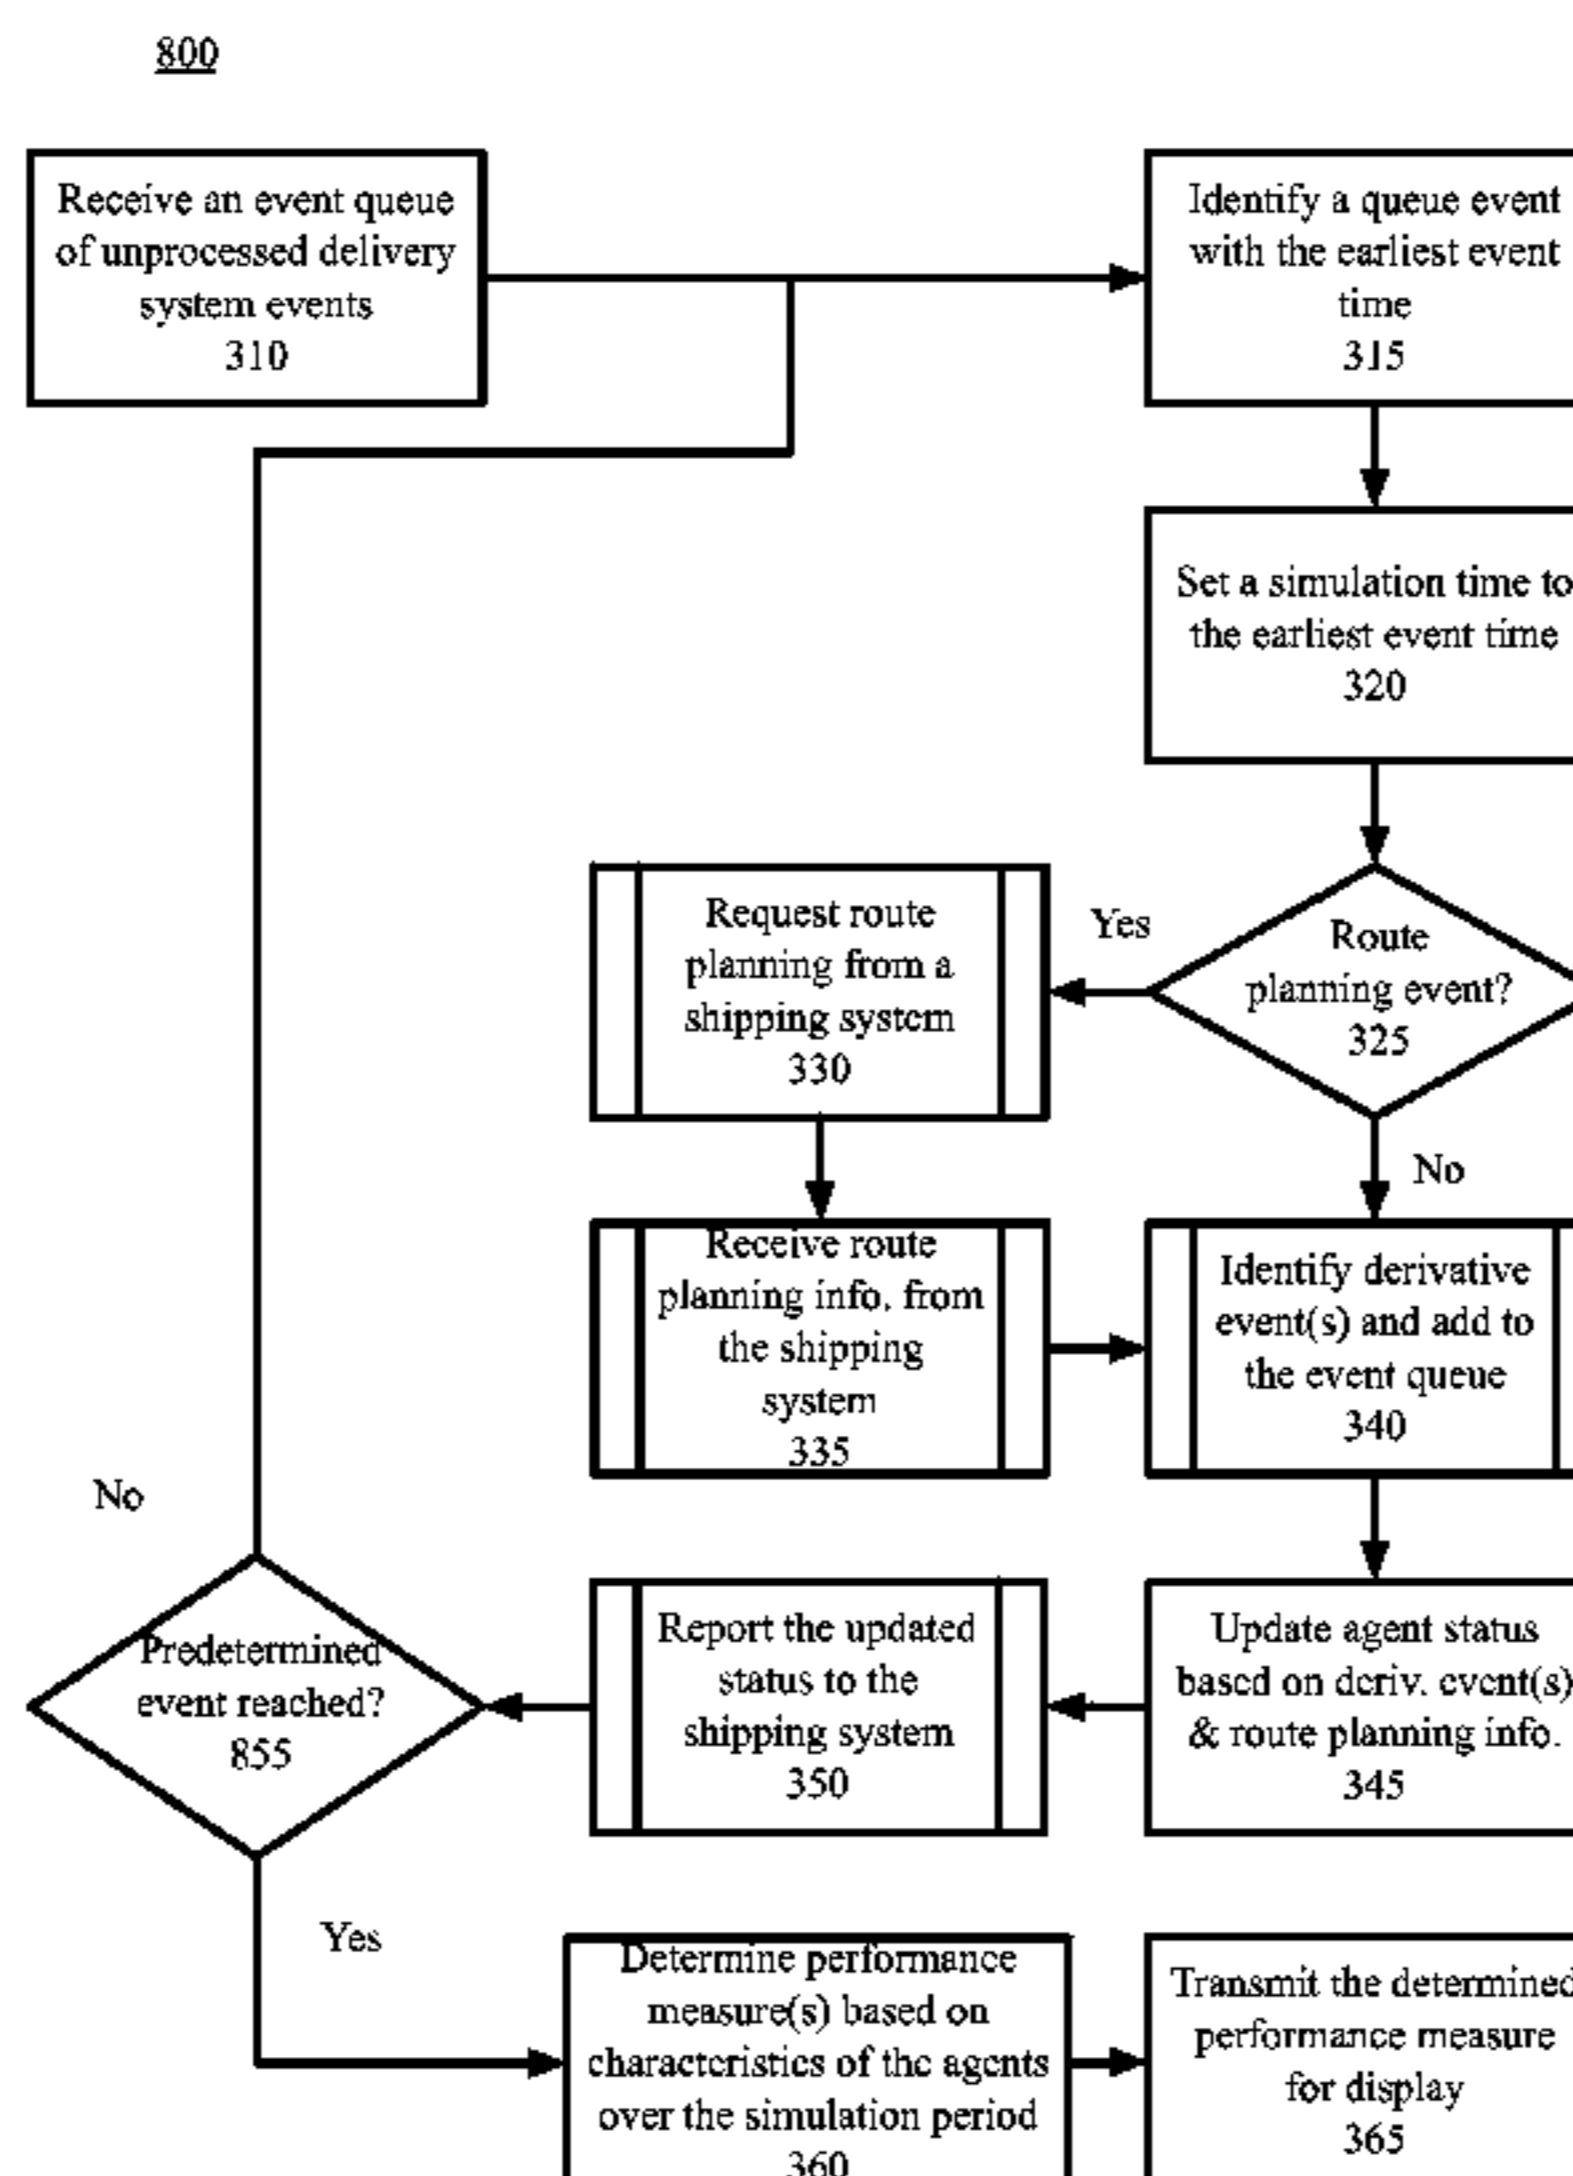 800
Receive an event queue
of unprocessed delivery
system events
310
Identify a queue event
with the earliest event
time
315
Set a simulation time to
the earliest event time
320
Route
planning event?
325
Yes
No
Request route
planning from a
shipping system
330
Receive route
planning info. from
the shipping
system
335
Identify derivative
event(s) and add to
the event queue
340
Update agent status
based on deriv. event(s)
& route planning info.
345
Report the updated
status to the
shipping system
350
No
Predetermined
event reached?
855
Yes
Determine performance
measure(s) based on
characteristics of the agents
over the simulation period
360
Transmit the determined
performance measure
for display
365